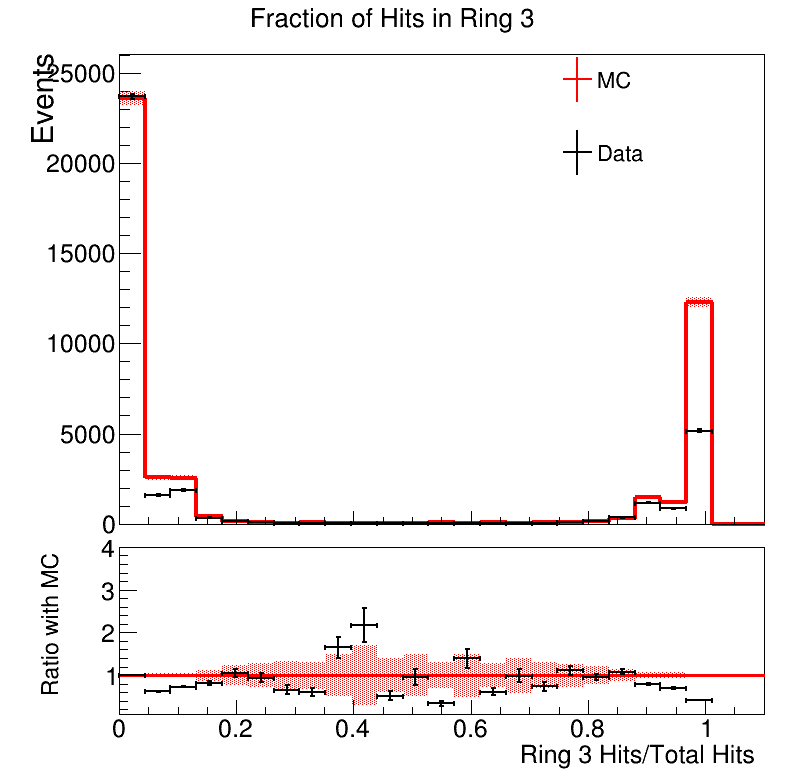 Fraction of Hits in Ring 3
Events
25000
20000
15000
10000
5000
0
MC
Data
Ratio with MC
4
3
2
1
0 0.2 0.4 0.6 0.8 1
Ring 3 Hits/Total Hits